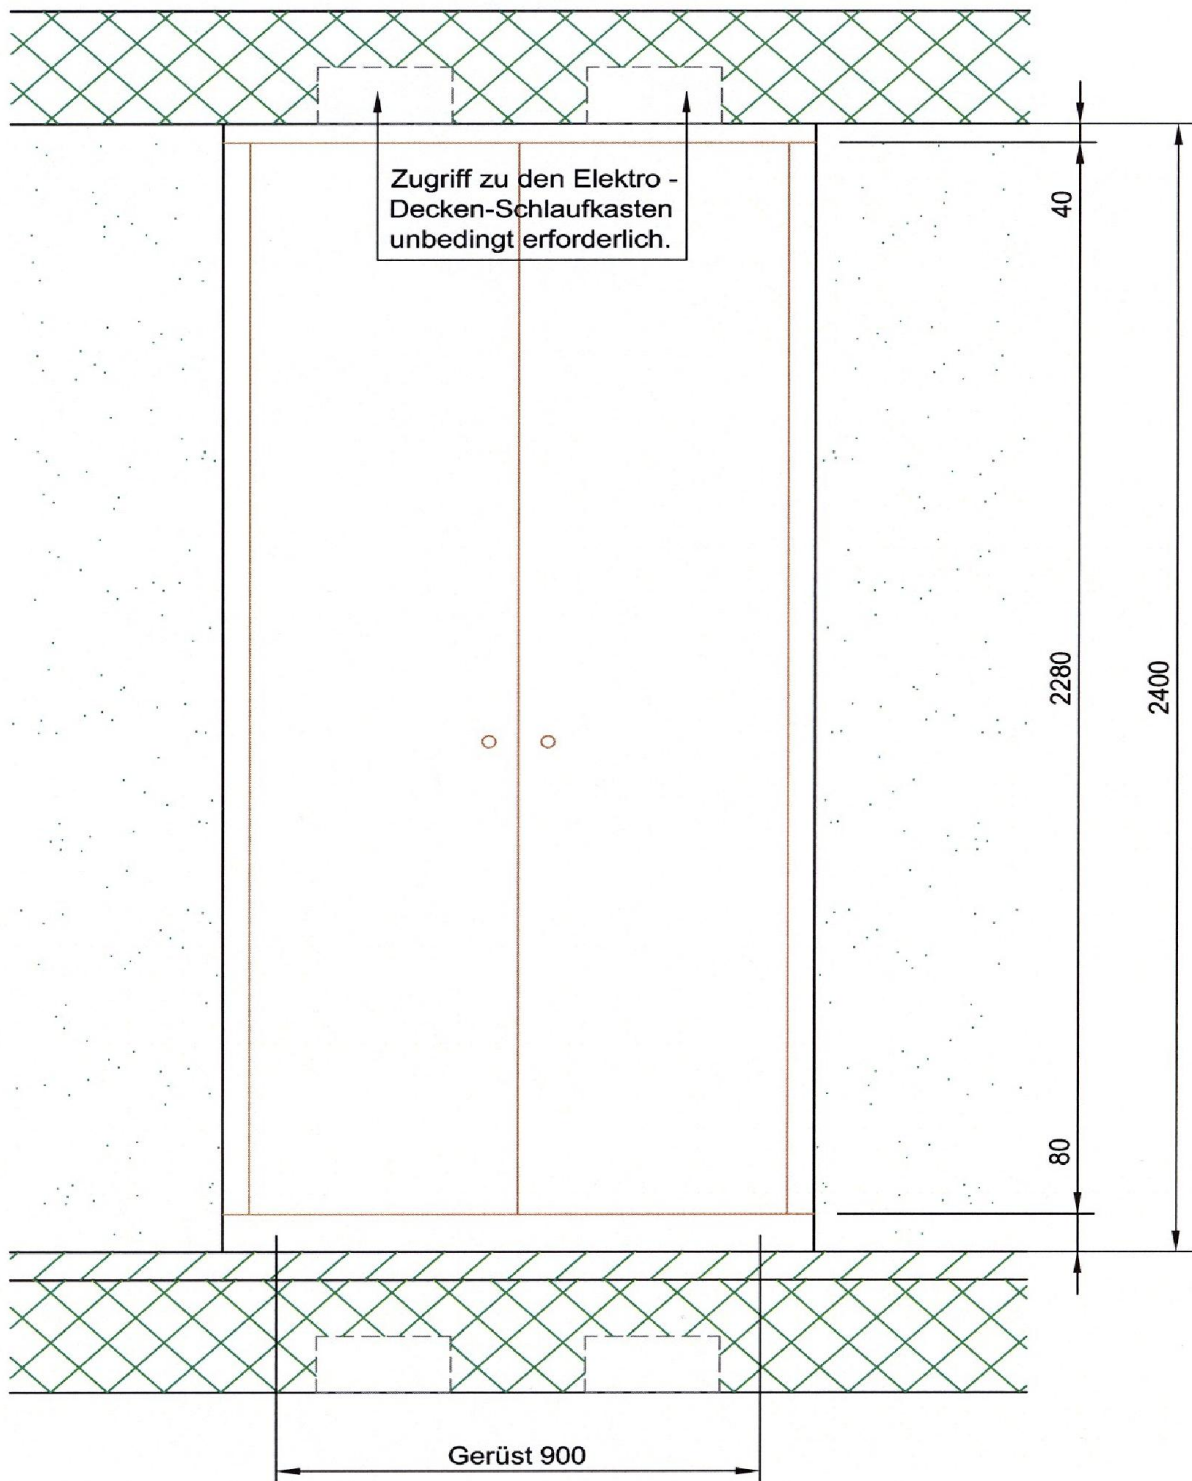 Zugriff zu den Elektro -
Decken-Schlaufkasten
unbedingt erforderlich.
40
2280
2400
80
Gerüst 900